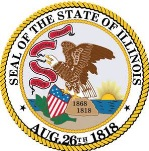 SEAL OF THE STATE OF ILLINOIS
1868
1818
AUG. 26TH 1818